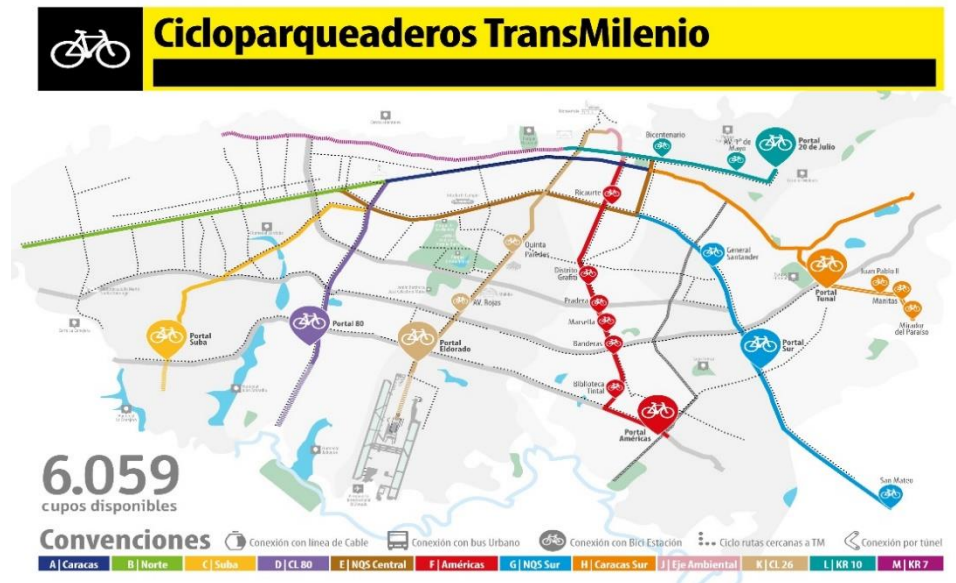 Cicloparqueaderos TransMilenio
Bicentenario
AV. 1º de
Mayo
Portal
20 de Julio
Ricaurte
Quinta
Paredes
General
Santander
Distrito
Grafiti
Juan Pablo II
Portal
Tunal
Manitas
AV. Rojas
Pradera
Mirador
del Paraíso
Marsella
Portal
Suba
Portal 80
Portal
Eldorado
Banderas
Portal
Sur
Biblioteca
Tintal
Portal
Américas
San Mateo
6.059
cupos disponibles
Convenciones
Conexión con línea de Cable
Conexión con bus Urbano
Conexión con Bici Estación
Ciclo rutas cercanas a TM
Conexión por túnel
A | Caracas
B | Norte
C | Suba
D | CL 80
E | NQS Central
F | Américas
G | NQS Sur
H | Caracas Sur
J | Eje Ambiental
K | CL 26
L | KR 10
M | KR 7